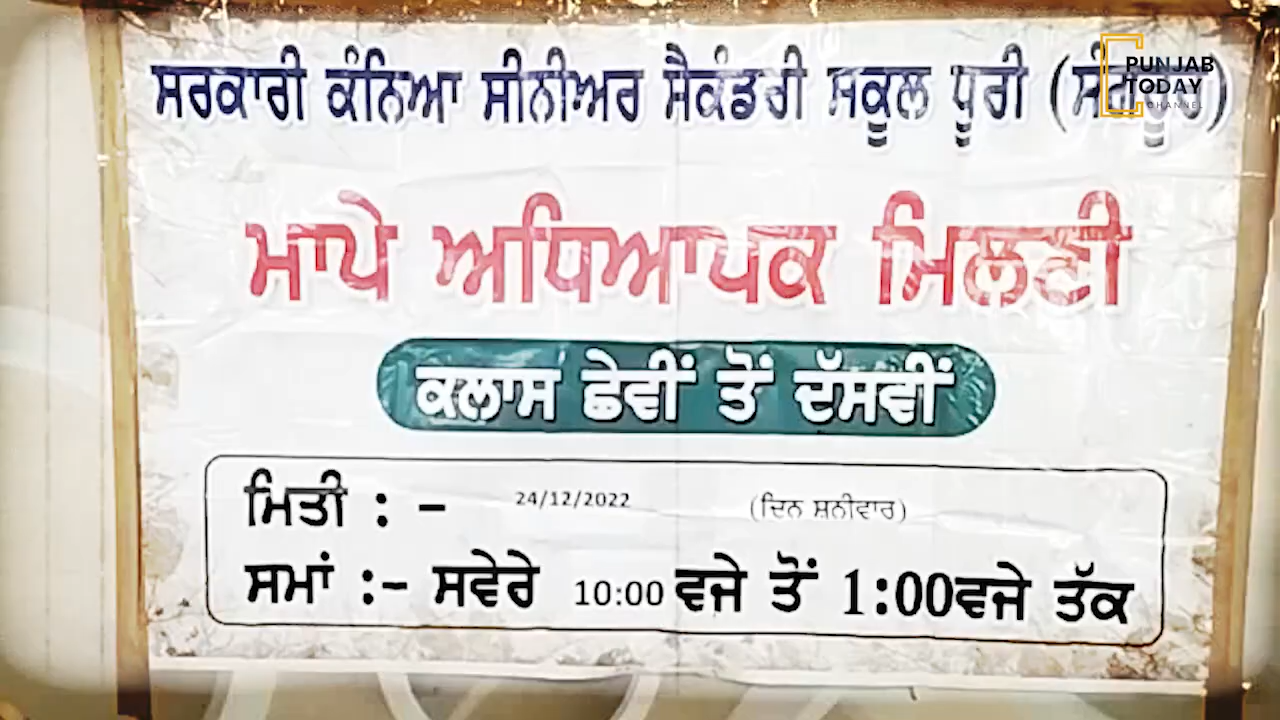 ਸਰਕਾਰੀ ਕੰਨਿਆ ਸੀਨੀਅਰ ਸੈਕੰਡਰੀ ਸਕੂਲ ਧੂਰੀ
PUNJAB
TODAY
CHANNEL
ਮਾਪੇ ਅਧਿਆਪਕ ਮਿਲਣੀ
ਕਲਾਸ ਛੇਵੀਂ ਤੋਂ ਦੱਸਵੀਂ
ਮਿਤੀ : – 24/12/2022 (ਦਿਨ ਸ਼ਨੀਵਾਰ)
ਸਮਾਂ :– ਸਵੇਰੇ 10:00 ਵਜੇ ਤੋਂ 1:00ਵਜੇ ਤੱਕ